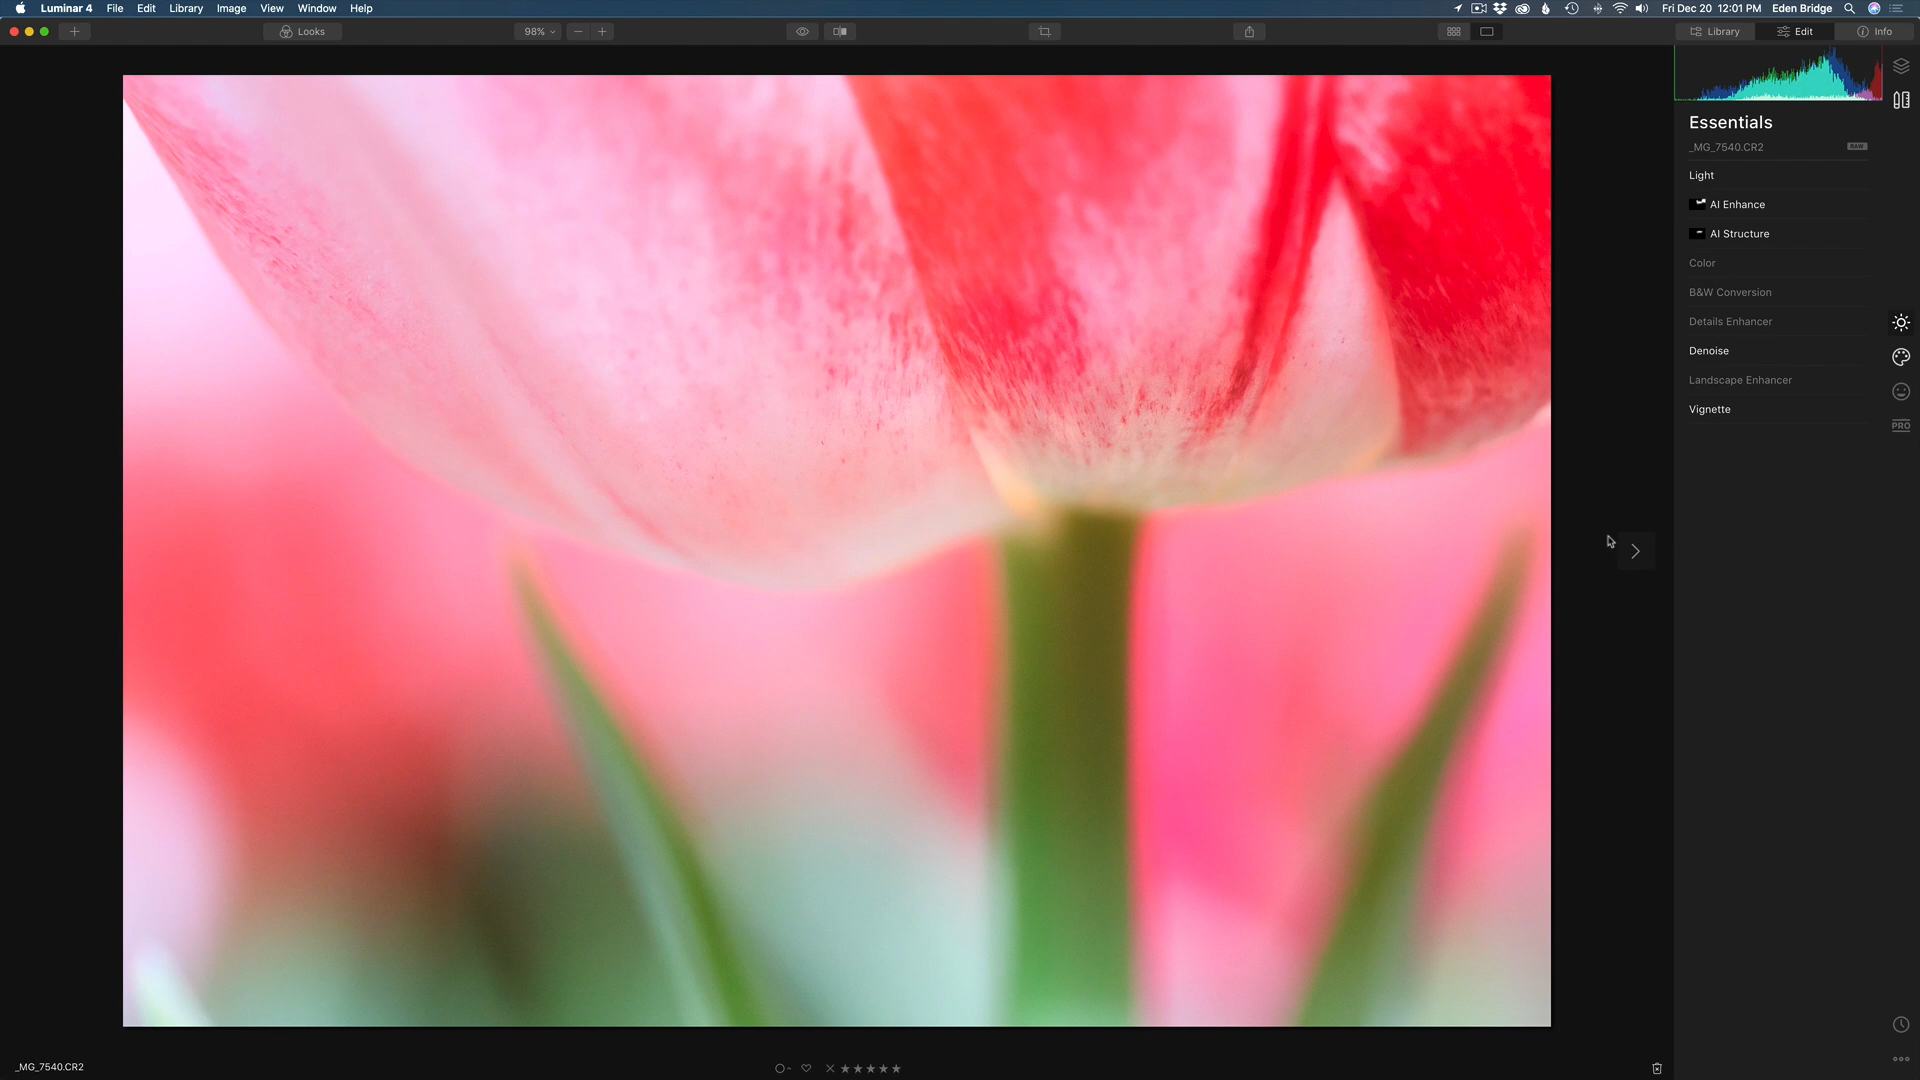 Luminar 4 File Edit Library Image View Window Help Fri Dec 20 12:01 PM Eden Bridge
Looks 98% Library Edit Info
Essentials
_MG_7540.CR2 RAW
Light
AI Enhance
AI Structure
Color
B&W Conversion
Details Enhancer
Denoise
Landscape Enhancer
Vignette
PRO
_MG_7540.CR2